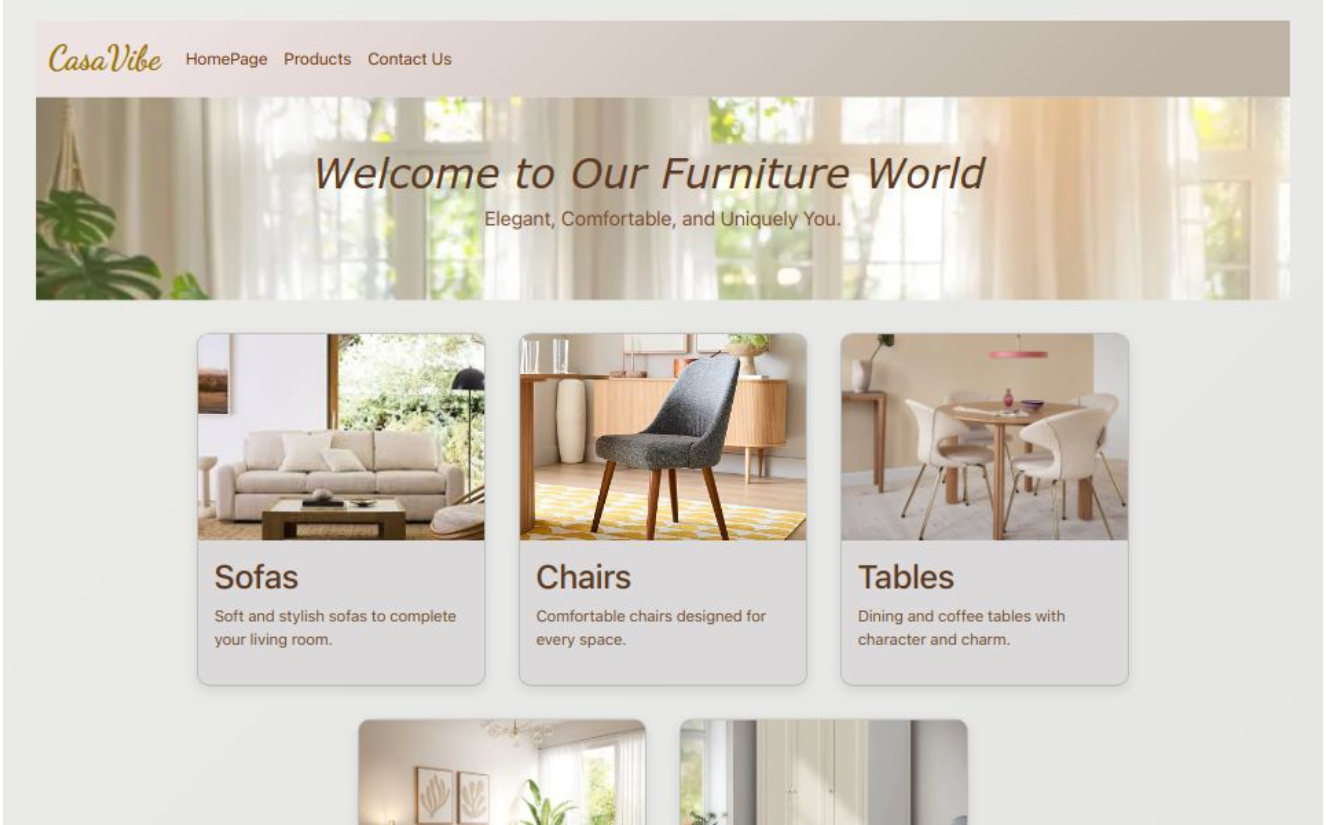 CasaVibe HomePage Products Contact Us
Welcome to Our Furniture World
Elegant, Comfortable, and Uniquely You.
Sofas
Soft and stylish sofas to complete
your living room.
Chairs
Comfortable chairs designed for
every space.
Tables
Dining and coffee tables with
character and charm.